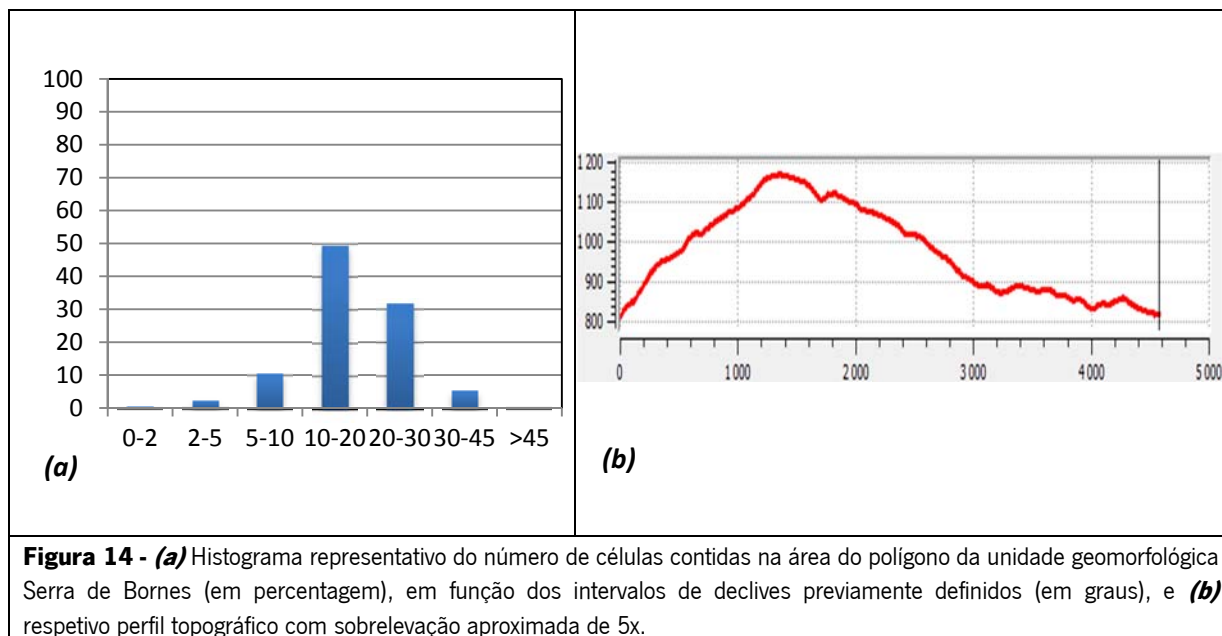 100
90
80
70
60
50
40
30
20
10
0
0-2 2-5 5-10 10-20 20-30 30-45 >45
(a)
1 200
1 100
1 000
900
800
0 1 000 2 000 3 000 4 000 5 000
(b)
Figura 14 - (a) Histograma representativo do número de células contidas na área do polígono da unidade geomorfológica
Serra de Bornes (em percentagem), em função dos intervalos de declives previamente definidos (em graus), e (b)
respetivo perfil topográfico com sobrelevação aproximada de 5x.